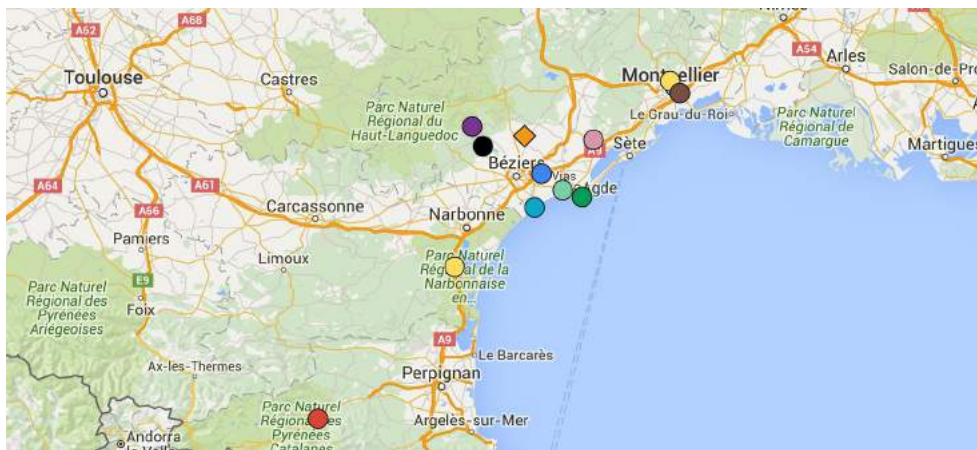 A62
A68
Nîmes
A54
Toulouse
Castres
Montpellier
Arles
Salon-de-Pro
Parc Naturel
Régional du
Haut-Languedoc
Le Grau-du-Roi
Parc Naturel
Régional de
Camargue
Sète
A9
Martigues
Béziers
Vias
Agde
A64
A61
A66
Carcassonne
Narbonne
Pamiers
Limoux
Parc Naturel
Régional de la
Narbonnaise
en...
E9
Parc Naturel
Régional des
Pyrénées
Ariégeoises
Foix
A9
Le Barcarès
Ax-les-Thermes
Perpignan
Parc Naturel
Régional des
Pyrénées
Catalanes
Argelès-sur-Mer
Andorra
la Vella